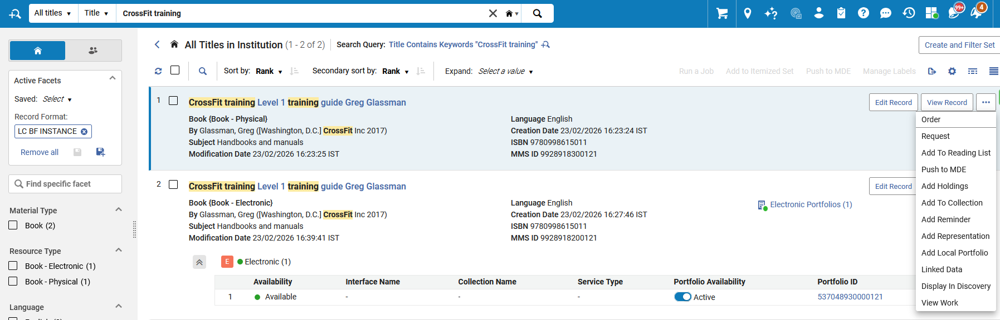 All titles
Title
CrossFit training
99+
4
Active Facets
Saved: Select
Record Format:
LC BF INSTANCE
Remove all
Find specific facet
Material Type
Book (2)
Resource Type
Book - Electronic (1)
Book - Physical (1)
Language
All Titles in Institution (1 - 2 of 2)
Search Query: Title Contains Keywords "CrossFit training"
Create and Filter Set
Sort by: Rank
Secondary sort by: Rank
Expand: Select a value
Run a Job
Add to Itemized Set
Push to MDE
Manage Labels
1
CrossFit training Level 1 training guide Greg Glassman
Book {Book - Physical}
By Glassman, Greg ([Washington, D.C.] CrossFit Inc 2017)
Subject Handbooks and manuals
Modification Date 23/02/2026 16:23:25 IST
Language English
Creation Date 23/02/2026 16:23:24 IST
ISBN 9780998615011
MMS ID 9928918300121
Edit Record
View Record
Order
Request
Add To Reading List
Push to MDE
Add Holdings
Add To Collection
Add Reminder
Add Representation
Add Local Portfolio
Linked Data
Display In Discovery
View Work
2
CrossFit training Level 1 training guide Greg Glassman
Book {Book - Electronic}
By Glassman, Greg ([Washington, D.C.] CrossFit Inc 2017)
Subject Handbooks and manuals
Modification Date 23/02/2026 16:39:41 IST
Language English
Creation Date 23/02/2026 16:27:46 IST
ISBN 9780998615011
MMS ID 9928918200121
Electronic Portfolios (1)
Edit Record
E Electronic (1)
Availability Interface Name Collection Name Service Type Portfolio Availability Portfolio ID
1 Available - - - Active 537048930000121